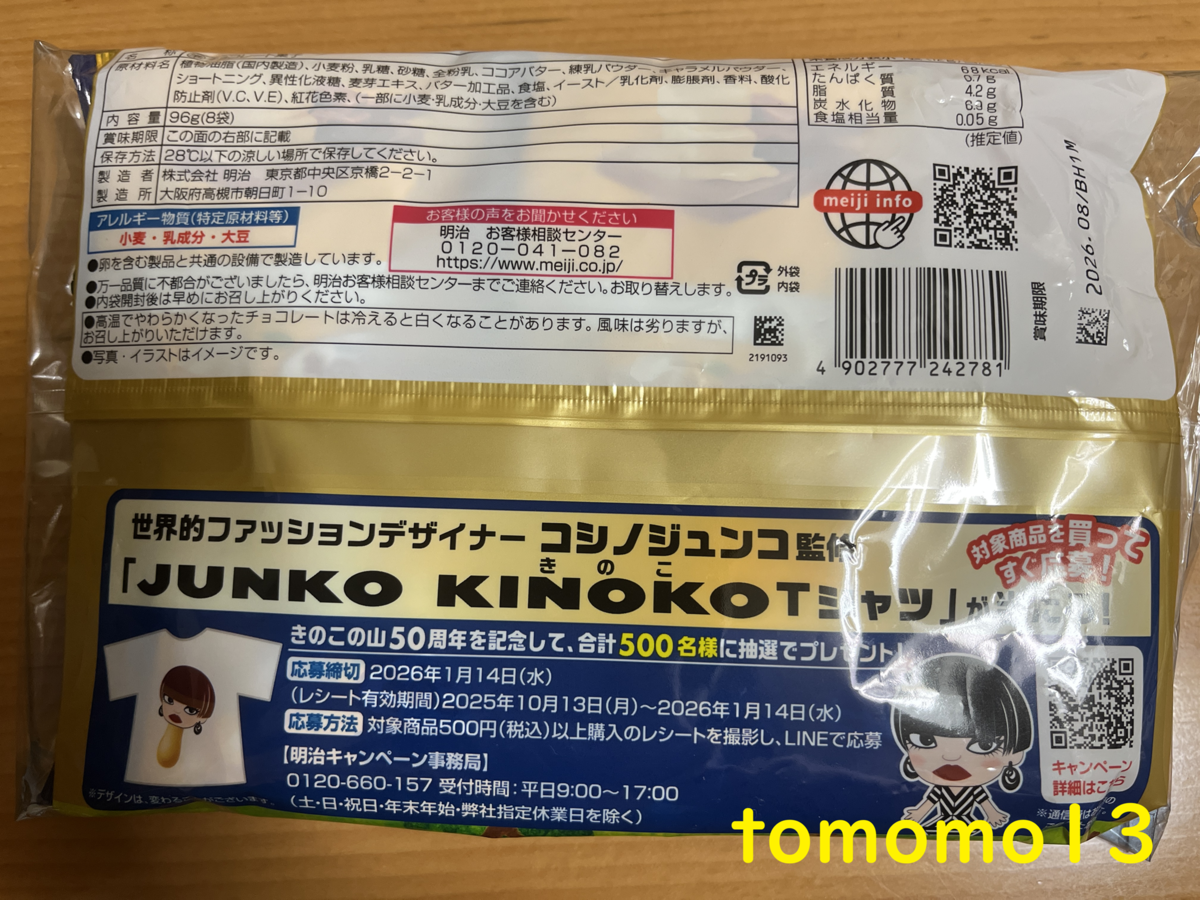 原材料名
植物油脂(国内製造)、小麦粉、乳糖、砂糖、全粉乳、ココアバター、練乳パウダー、キャラメルパウダー、
ショートニング、異性化液糖、麦芽エキス、バター加工品、食塩、イースト/乳化剤、膨脹剤、香料、酸化
防止剤(V.C、V.E)、紅花色素、(一部に小麦・乳成分・大豆を含む)
内容量 96g(8袋)
賞味期限 この面の右部に記載
保存方法 28℃以下の涼しい場所で保存してください。
製造者 株式会社 明治 東京都中央区京橋2-2-1
製造所 大阪府高槻市朝日町1-10
エネルギー 68kcal
たんぱく質 0.7g
脂質 4.2g
炭水化物 6.9g
食塩相当量 0.05g
(推定値)
meiji info
アレルギー物質(特定原材料等)
小麦・乳成分・大豆
お客様の声をお聞かせください
明治 お客様相談センター
0120-041-082
https://www.meiji.co.jp/
●卵を含む製品と共通の設備で製造しています。
●万一品質に不都合がございましたら、明治お客様相談センターまでご連絡ください。お取り替えします。
●内袋開封後は早めにお召し上がりください。
●高温でやわらかくなったチョコレートは冷えると白くなることがあります。風味は劣りますが、
お召し上がりいただけます。
●写真・イラストはイメージです。
プラ
外袋
内袋
2191093
4 902777 242781
賞味期限
2026.08/BH1M
世界的ファッションデザイナー コシノジュンコ監修
きのこ
「JUNKO KINOKOTシャツ」が
対象商品を買って
すぐ応募!
きのこの山50周年を記念して、合計500名様に抽選でプレゼント!
応募締切 2026年1月14日(水)
(レシート有効期間)2025年10月13日(月)〜2026年1月14日(水)
応募方法 対象商品500円(税込)以上購入のレシートを撮影し、LINEで応募
【明治キャンペーン事務局】
0120-660-157 受付時間:平日9:00〜17:00
(土・日・祝日・年末年始・弊社指定休業日を除く)
※デザインは、変わる
キャンペーン
詳細はこちら
tomomo13